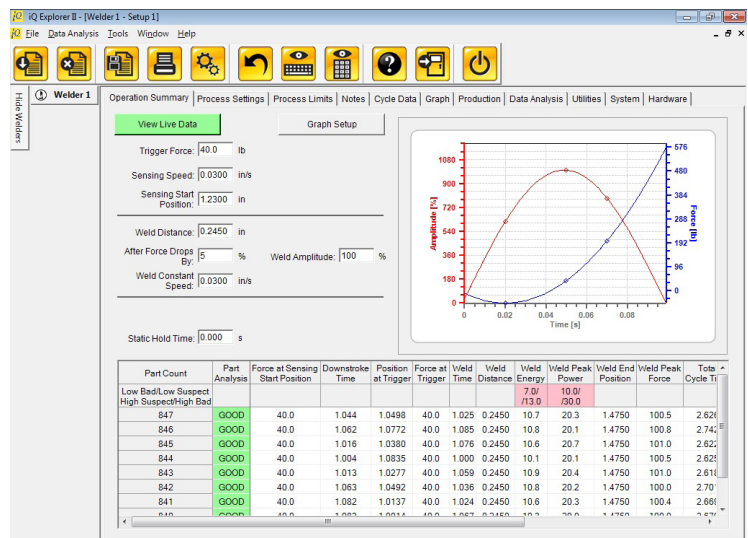 iQ Explorer II - [Welder 1 - Setup 1]
File Data Analysis Tools Window Help
Hide Welders
Welder 1
Operation Summary Process Settings Process Limits Notes Cycle Data Graph Production Data Analysis Utilities System Hardware
View Live Data Graph Setup
Trigger Force: 40.0 lb
Sensing Speed: 0.0300 in/s
Sensing Start
Position: 1.2300 in
Weld Distance: 0.2450 in
After Force Drops
By: 5 % Weld Amplitude: 100 %
Weld Constant
Speed: 0.0300 in/s
Static Hold Time: 0.000 s
Amplitude [%]
1080
900
720
540
360
180
0
0 0.02 0.04 0.06 0.08
Time [s]
576
480
384
288
192
96
0
Force [lb]
Part Count Part Analysis Force at Sensing Start Position Downstroke Time Position at Trigger Force at Trigger Weld Time Weld Distance Weld Energy Weld Peak Power Weld End Position Weld Peak Force Total Cycle Ti
Low Bad/Low Suspect 7.0/ 10.0/
High Suspect/High Bad /13.0 /30.0
847 GOOD 40.0 1.044 1.0498 40.0 1.025 0.2450 10.7 20.3 1.4750 100.5 2.626
846 GOOD 40.0 1.062 1.0772 40.0 1.085 0.2450 10.8 20.1 1.4750 100.8 2.742
845 GOOD 40.0 1.016 1.0380 40.0 1.076 0.2450 10.6 20.7 1.4750 101.0 2.622
844 GOOD 40.0 1.004 1.0835 40.0 1.000 0.2450 10.1 20.1 1.4750 100.5 2.625
843 GOOD 40.0 1.013 1.0277 40.0 1.059 0.2450 10.9 20.4 1.4750 101.0 2.618
842 GOOD 40.0 1.063 1.0492 40.0 1.036 0.2450 10.8 20.2 1.4750 100.0 2.70
841 GOOD 40.0 1.082 1.0137 40.0 1.024 0.2450 10.6 20.3 1.4750 100.4 2.669